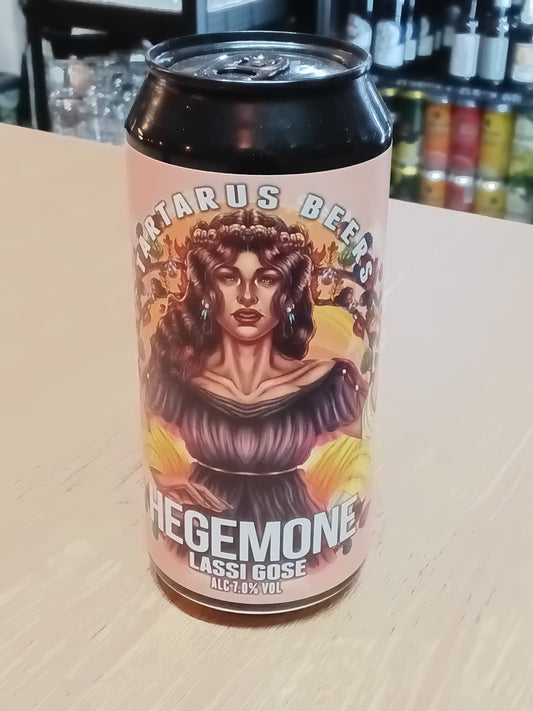 TARTARUS BEERS
HEGEMONE
LASSI GOSE
ALC 7.0% VOL